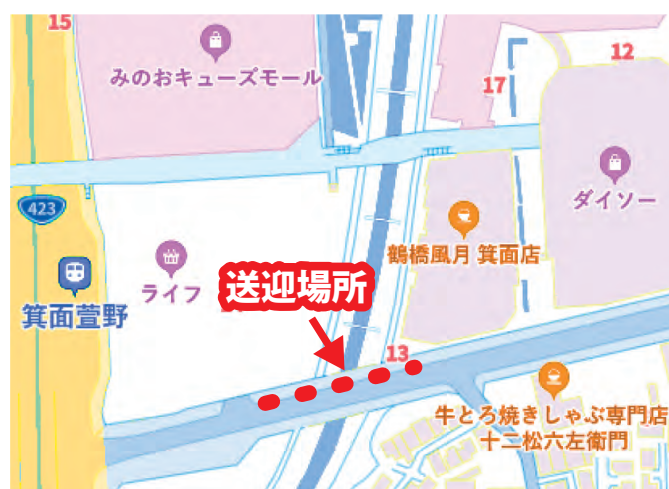 15
みのおキューズモール
12
17
ダイソー
423
鶴橋風月 箕面店
箕面萱野
ライフ
送迎場所
13
牛とろ焼きしゃぶ専門店
十二松六左衛門